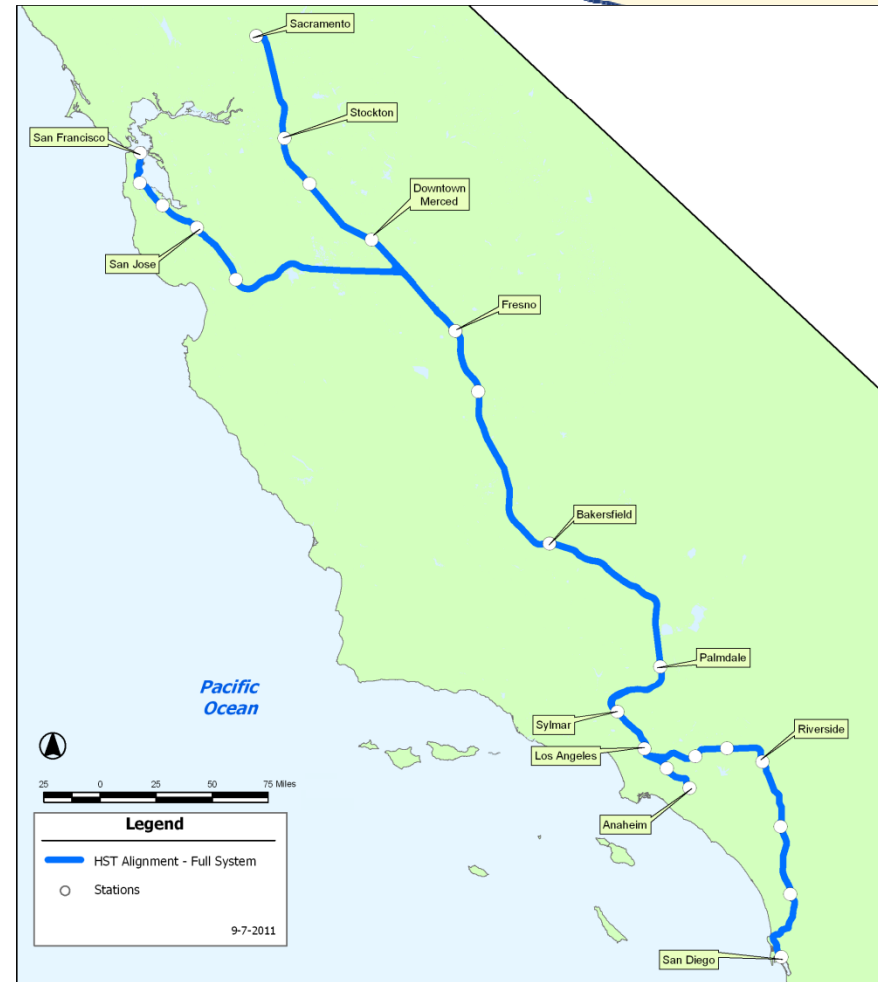 Sacramento
Stockton
San Francisco
Downtown
Merced
San Jose
Fresno
Bakersfield
Palmdale
Pacific
Ocean
Sylmar
Riverside
Los Angeles
25 0 25 50 75 Miles
Anaheim
Legend
HST Alignment - Full System
Stations
9-7-2011
San Diego